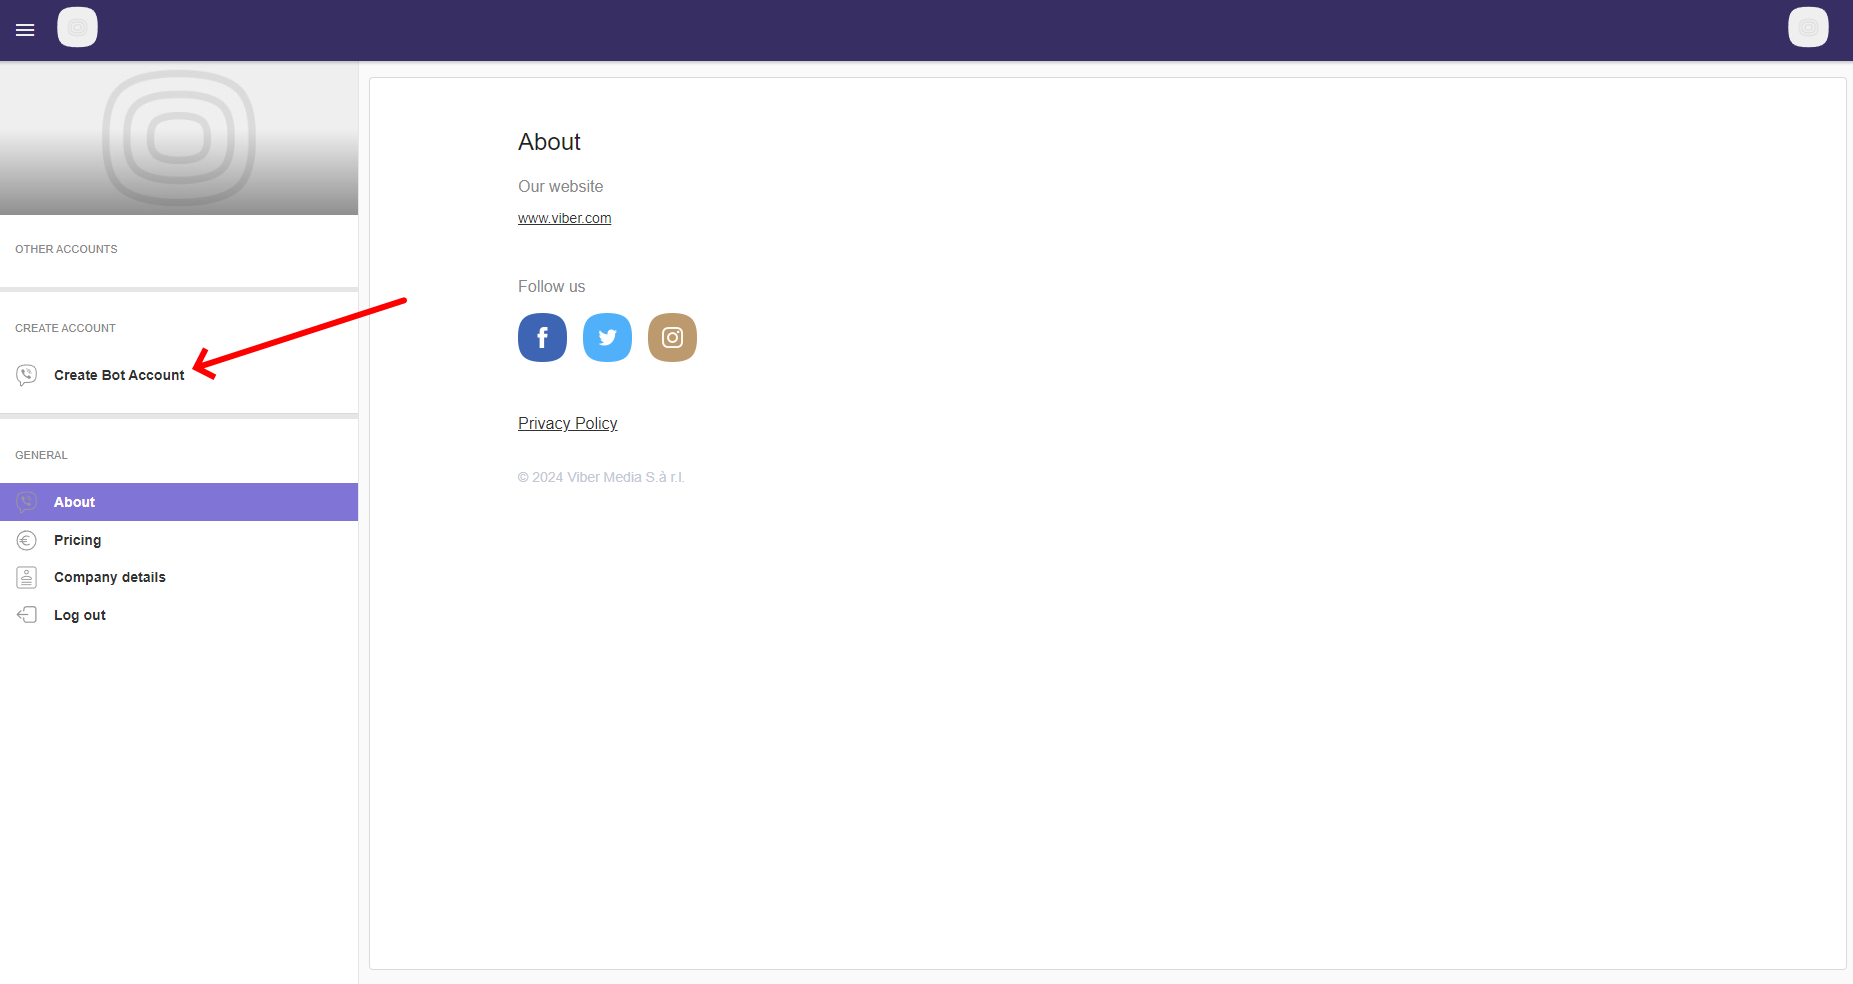 OTHER ACCOUNTS
CREATE ACCOUNT
Create Bot Account
GENERAL
About
Pricing
Company details
Log out
About
Our website
www.viber.com
Follow us
Privacy Policy
© 2024 Viber Media S.à r.l.